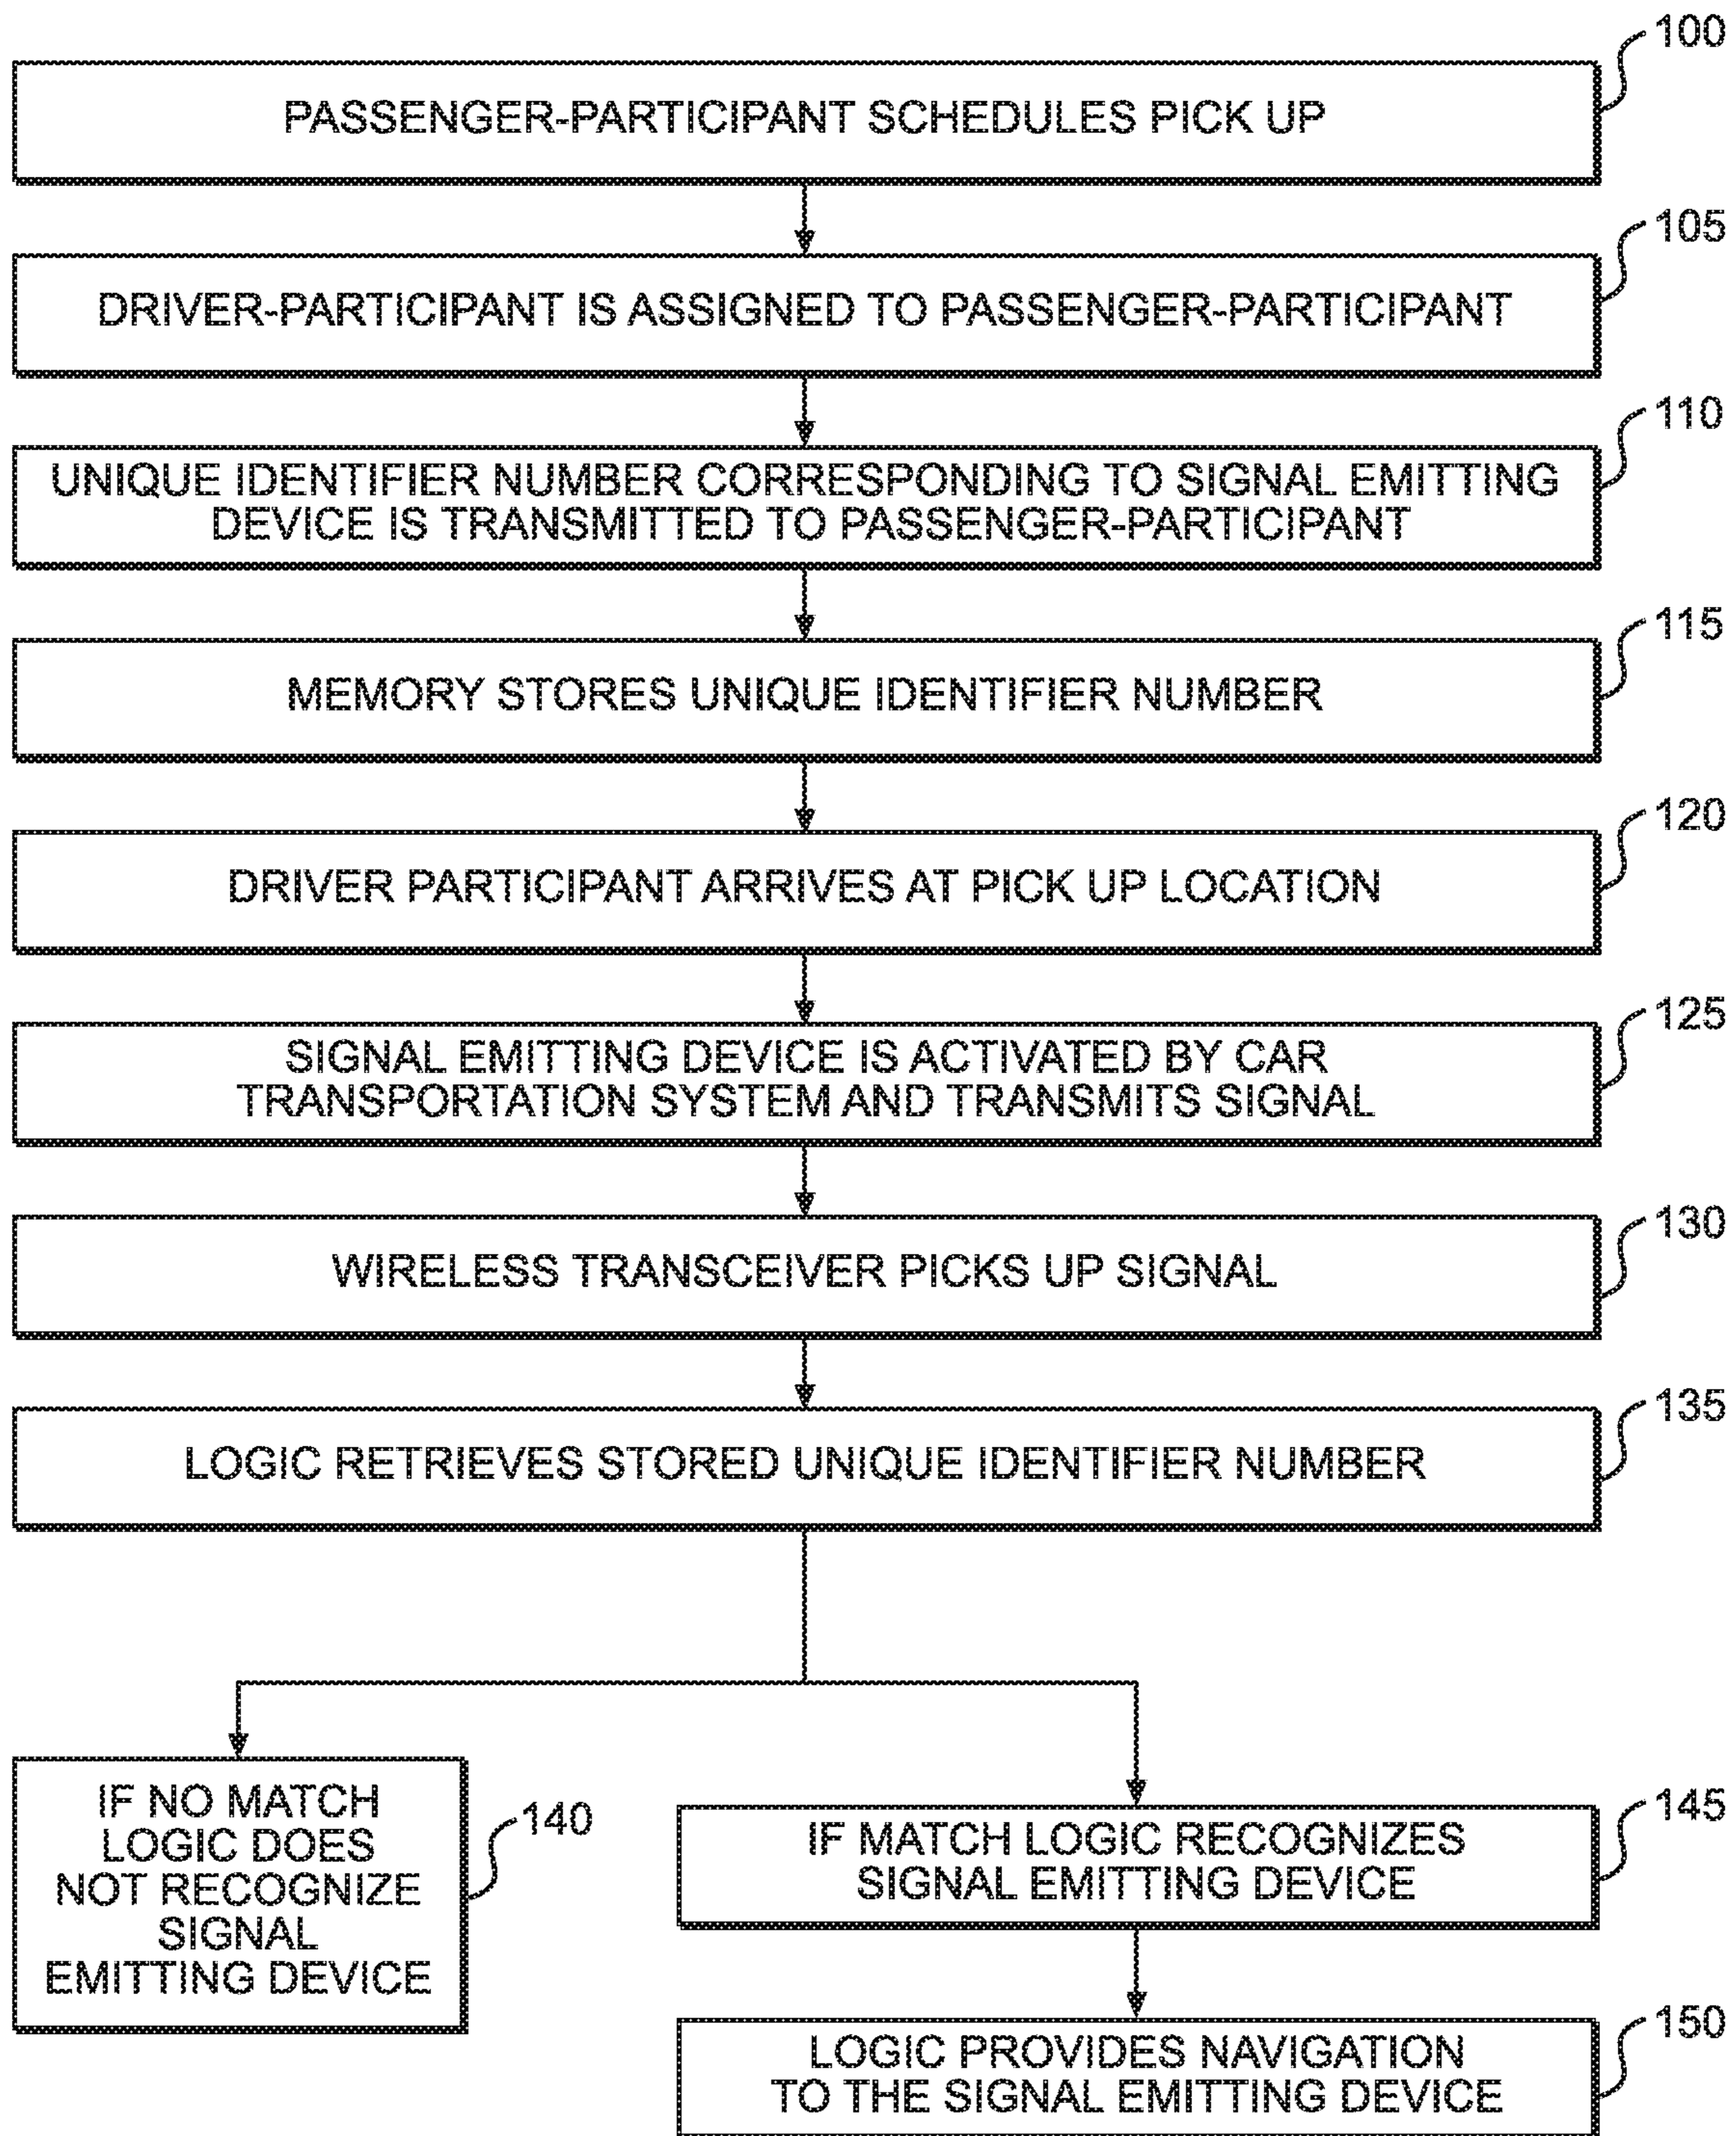 100
PASSENGER-PARTICIPANT SCHEDULES PICK UP
105
DRIVER-PARTICIPANT IS ASSIGNED TO PASSENGER-PARTICIPANT
110
UNIQUE IDENTIFIER NUMBER CORRESPONDING TO SIGNAL EMITTING
DEVICE IS TRANSMITTED TO PASSENGER-PARTICIPANT
115
MEMORY STORES UNIQUE IDENTIFIER NUMBER
120
DRIVER PARTICIPANT ARRIVES AT PICK UP LOCATION
125
SIGNAL EMITTING DEVICE IS ACTIVATED BY CAR
TRANSPORTATION SYSTEM AND TRANSMITS SIGNAL
130
WIRELESS TRANSCEIVER PICKS UP SIGNAL
135
LOGIC RETRIEVES STORED UNIQUE IDENTIFIER NUMBER
IF NO MATCH
LOGIC DOES
NOT RECOGNIZE
SIGNAL
EMITTING DEVICE
140
145
IF MATCH LOGIC RECOGNIZES
SIGNAL EMITTING DEVICE
150
LOGIC PROVIDES NAVIGATION
TO THE SIGNAL EMITTING DEVICE